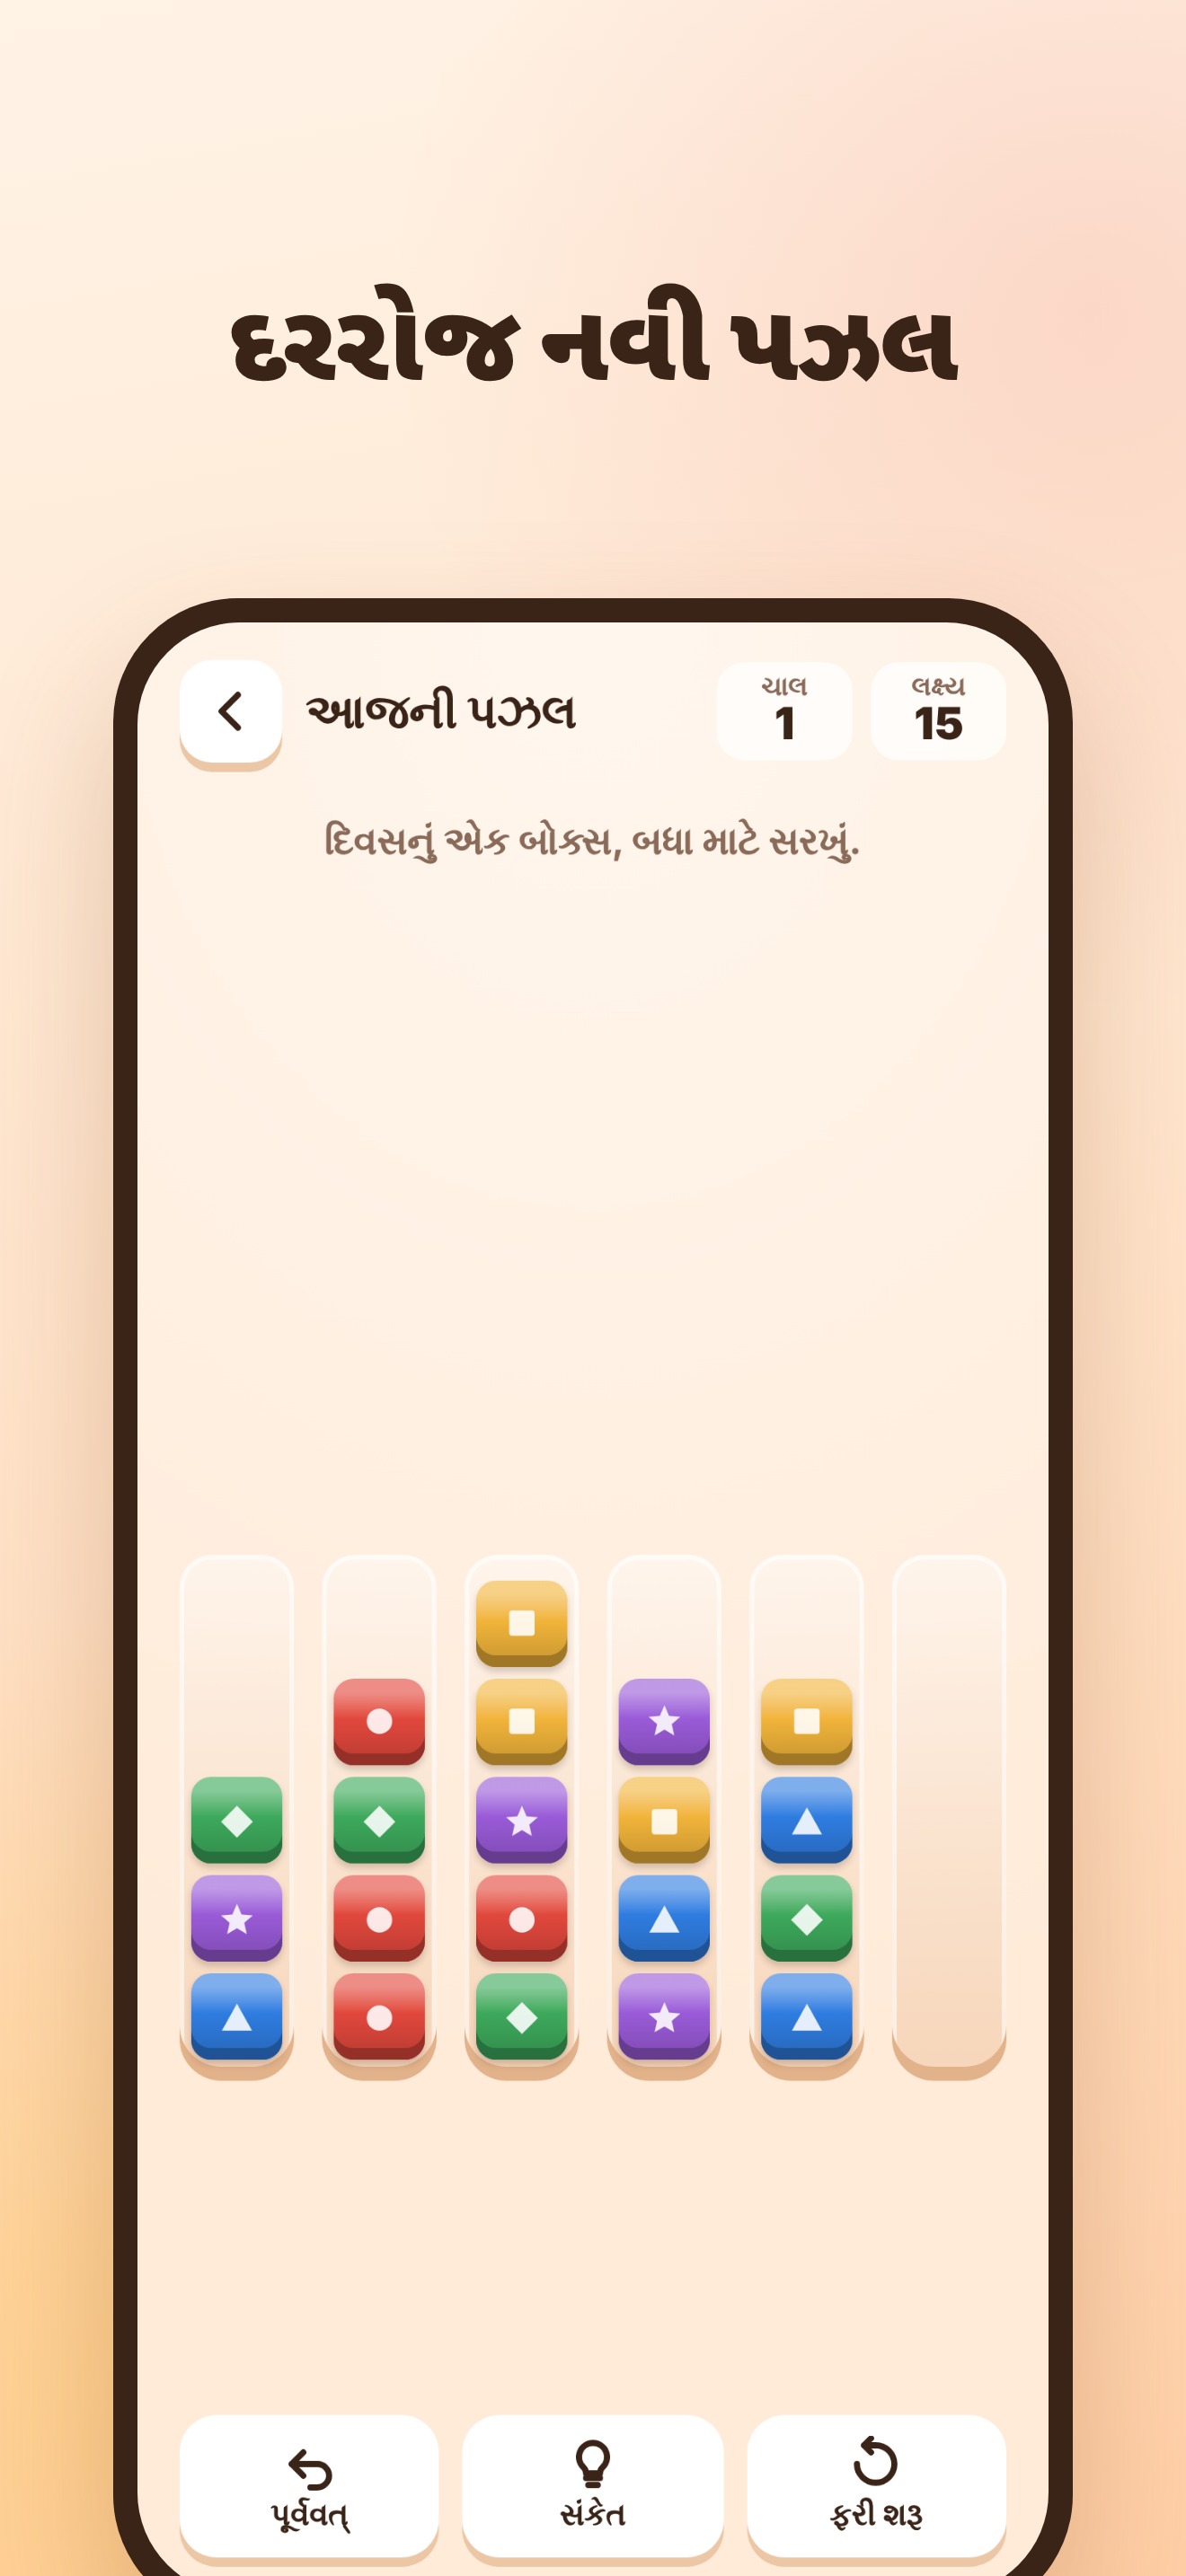 દરરોજ નવી પઝલ
આજની પઝલ
ચાલ
1
લક્ષ્ય
15
દિવસનું એક બોક્સ, બધા માટે સરખું.
પૂર્વવત્
સંકેત
ફરી શરૂ